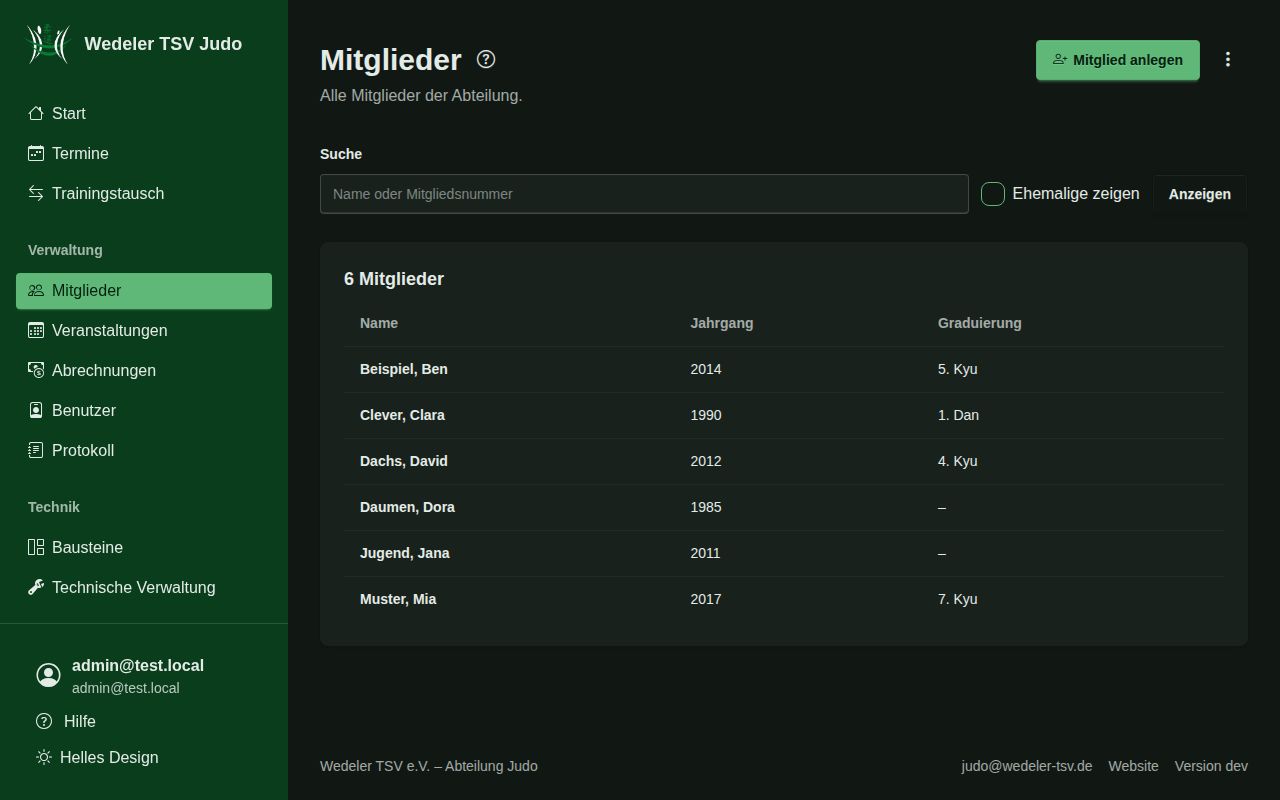 Wedeler TSV Judo
Start
Termine
Trainingstausch
Verwaltung
Mitglieder
Veranstaltungen
Abrechnungen
Benutzer
Protokoll
Technik
Bausteine
Technische Verwaltung
admin@test.local
admin@test.local
Hilfe
Helles Design
Mitglieder
Mitglied anlegen
Alle Mitglieder der Abteilung.
Suche
Name oder Mitgliedsnummer
Ehemalige zeigen
Anzeigen
6 Mitglieder
Name Jahrgang Graduierung
Beispiel, Ben 2014 5. Kyu
Clever, Clara 1990 1. Dan
Dachs, David 2012 4. Kyu
Daumen, Dora 1985 –
Jugend, Jana 2011 –
Muster, Mia 2017 7. Kyu
Wedeler TSV e.V. – Abteilung Judo
judo@wedeler-tsv.de Website Version dev